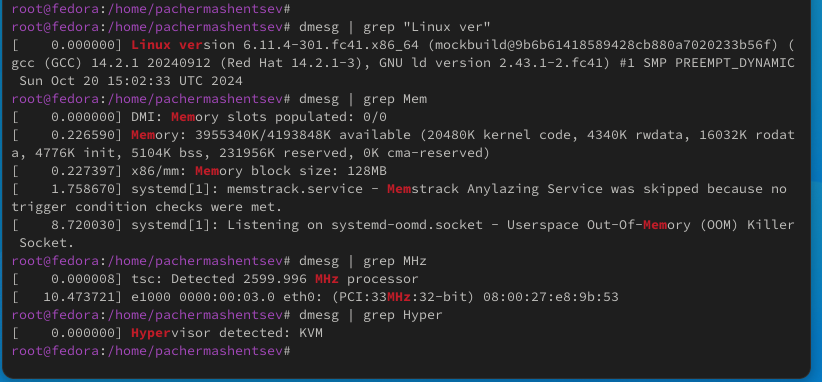 root@fedora:/home/pachermashentsev#
root@fedora:/home/pachermashentsev# dmesg | grep "Linux ver"
[    0.000000] Linux version 6.11.4-301.fc41.x86_64 (mockbuild@9b6b61418589428cb880a7020233b56f) (
gcc (GCC) 14.2.1 20240912 (Red Hat 14.2.1-3), GNU ld version 2.43.1-2.fc41) #1 SMP PREEMPT_DYNAMIC
 Sun Oct 20 15:02:33 UTC 2024
root@fedora:/home/pachermashentsev# dmesg | grep Mem
[    0.000000] DMI: Memory slots populated: 0/0
[    0.226590] Memory: 3955340K/4193848K available (20480K kernel code, 4340K rwdata, 16032K rodat
a, 4776K init, 5104K bss, 231956K reserved, 0K cma-reserved)
[    0.227397] x86/mm: Memory block size: 128MB
[    1.758670] systemd[1]: memstrack.service - Memstrack Anylazing Service was skipped because no
trigger condition checks were met.
[    8.720030] systemd[1]: Listening on systemd-oomd.socket - Userspace Out-Of-Memory (OOM) Killer
 Socket.
root@fedora:/home/pachermashentsev# dmesg | grep MHz
[    0.000008] tsc: Detected 2599.996 MHz processor
[   10.473721] e1000 0000:00:03.0 eth0: (PCI:33MHz:32-bit) 08:00:27:e8:9b:53
root@fedora:/home/pachermashentsev# dmesg | grep Hyper
[    0.000000] Hypervisor detected: KVM
root@fedora:/home/pachermashentsev#